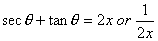 sec θ + tan θ = 2x or 1/2x